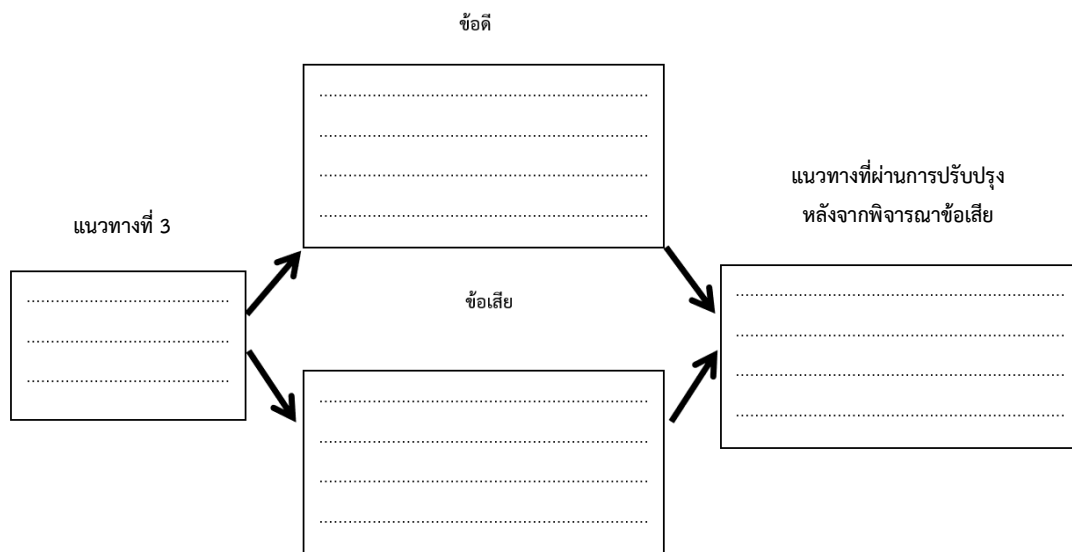 ข้อดี
แนวทางที่ผ่านการปรับปรุง
หลังจากพิจารณาข้อเสีย
แนวทางที่ 3
ข้อเสีย